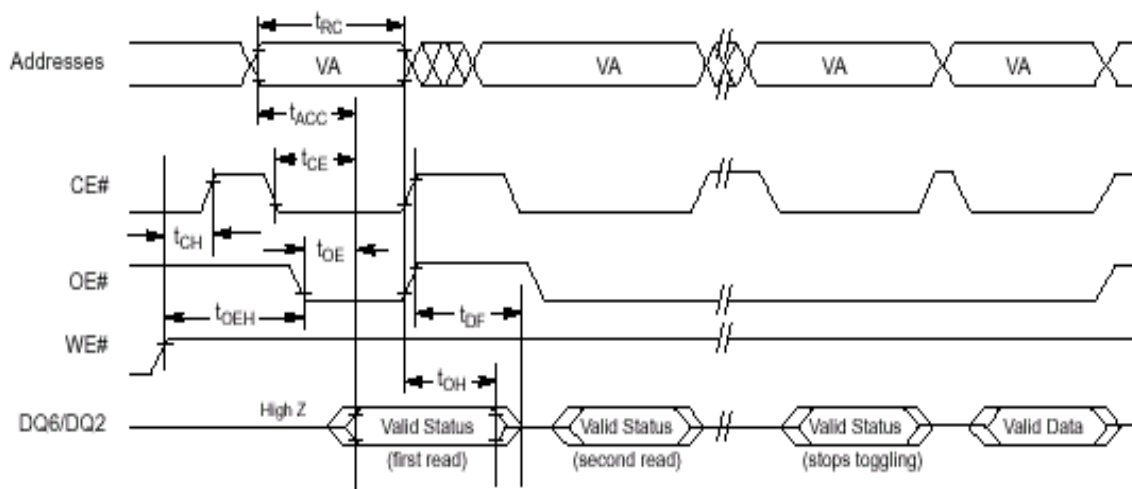 tRC
Addresses VA VA VA VA
tACC
tCE
CE#
tCH tOE
OE#
tOEH tDF
WE#
tOH
High Z
DQ6/DQ2 Valid Status Valid Status Valid Status Valid Data
(first read) (second read) (stops toggling)